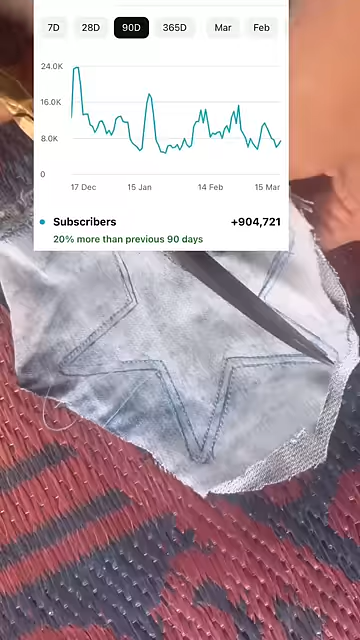 7D 28D 90D 365D Mar Feb
24.0K
16.0K
8.0K
0
17 Dec 15 Jan 14 Feb 15 Mar
Subscribers +904,721
20% more than previous 90 days